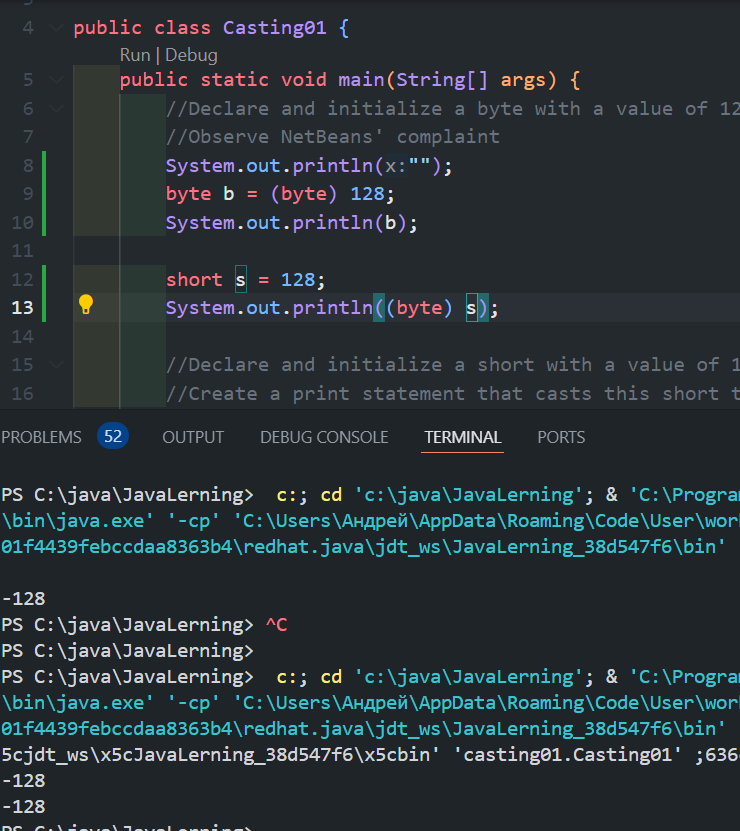 4 public class Casting01 {
Run | Debug
5 public static void main(String[] args) {
6 //Declare and initialize a byte with a value of 12
7 //Observe NetBeans' complaint
8 System.out.println(x:"");
9 byte b = (byte) 128;
10 System.out.println(b);
11
12 short s = 128;
13 System.out.println((byte) s);
14
15 //Declare and initialize a short with a value of 1
16 //Create a print statement that casts this short t
PROBLEMS 52 OUTPUT DEBUG CONSOLE TERMINAL PORTS
PS C:\java\JavaLerning>  c:; cd 'c:\java\JavaLerning'; & 'C:\Progra
\bin\java.exe' '-cp' 'C:\Users\Андрей\AppData\Roaming\Code\User\wor
01f4439febccdaa8363b4\redhat.java\jdt_ws\JavaLerning_38d547f6\bin'
-128
PS C:\java\JavaLerning> ^C
PS C:\java\JavaLerning>
PS C:\java\JavaLerning>  c:; cd 'c:\java\JavaLerning'; & 'C:\Progra
\bin\java.exe' '-cp' 'C:\Users\Андрей\AppData\Roaming\Code\User\wor
01f4439febccdaa8363b4\redhat.java\jdt_ws\JavaLerning_38d547f6\bin'
5cjdt_ws\x5cJavaLerning_38d547f6\x5cbin' 'casting01.Casting01' ;636
-128
-128
PS C:\java\JavaLerning>